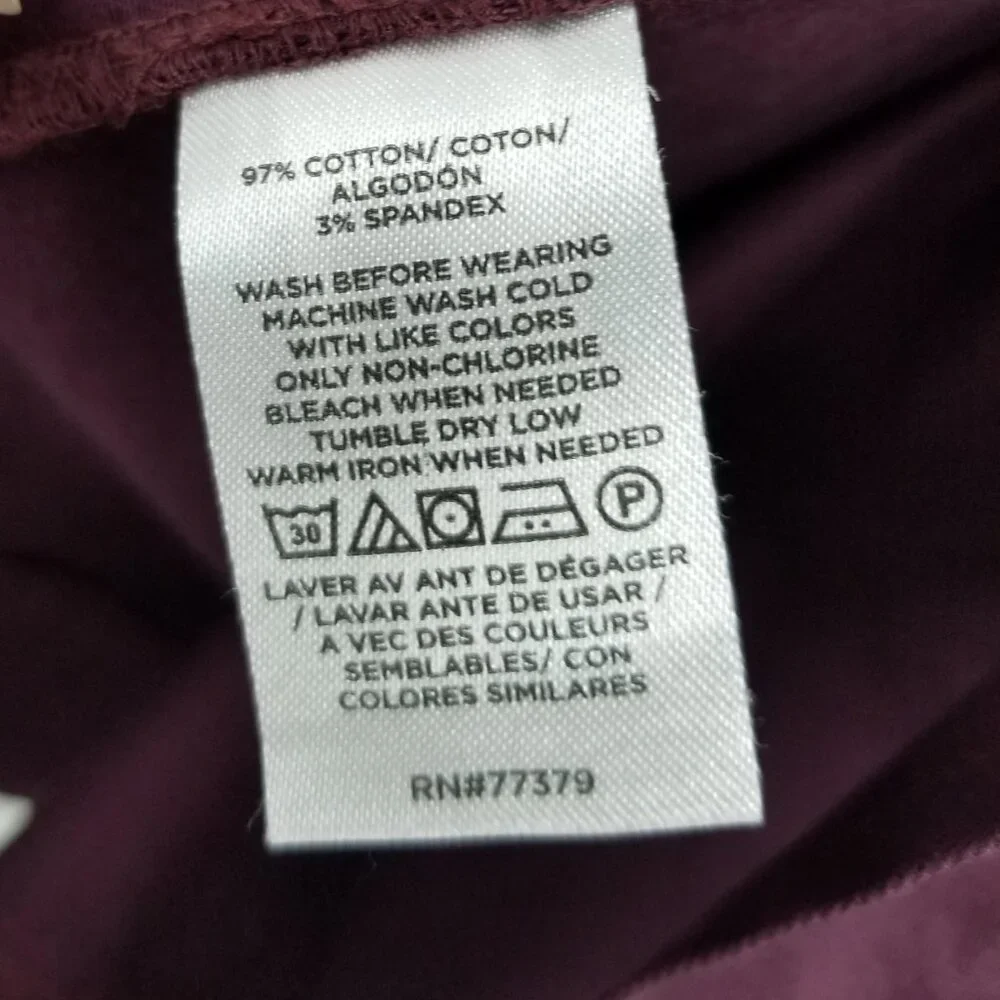 97% COTTON/ COTON/
ALGODÓN
3% SPANDEX
WASH BEFORE WEARING
MACHINE WASH COLD
WITH LIKE COLORS
ONLY NON-CHLORINE
BLEACH WHEN NEEDED
TUMBLE DRY LOW
WARM IRON WHEN NEEDED
30 P
LAVER AV ANT DE DÉGAGER
/ LAVAR ANTE DE USAR /
A VEC DES COULEURS
SEMBLABLES/ CON
COLORES SIMILARES
RN#77379